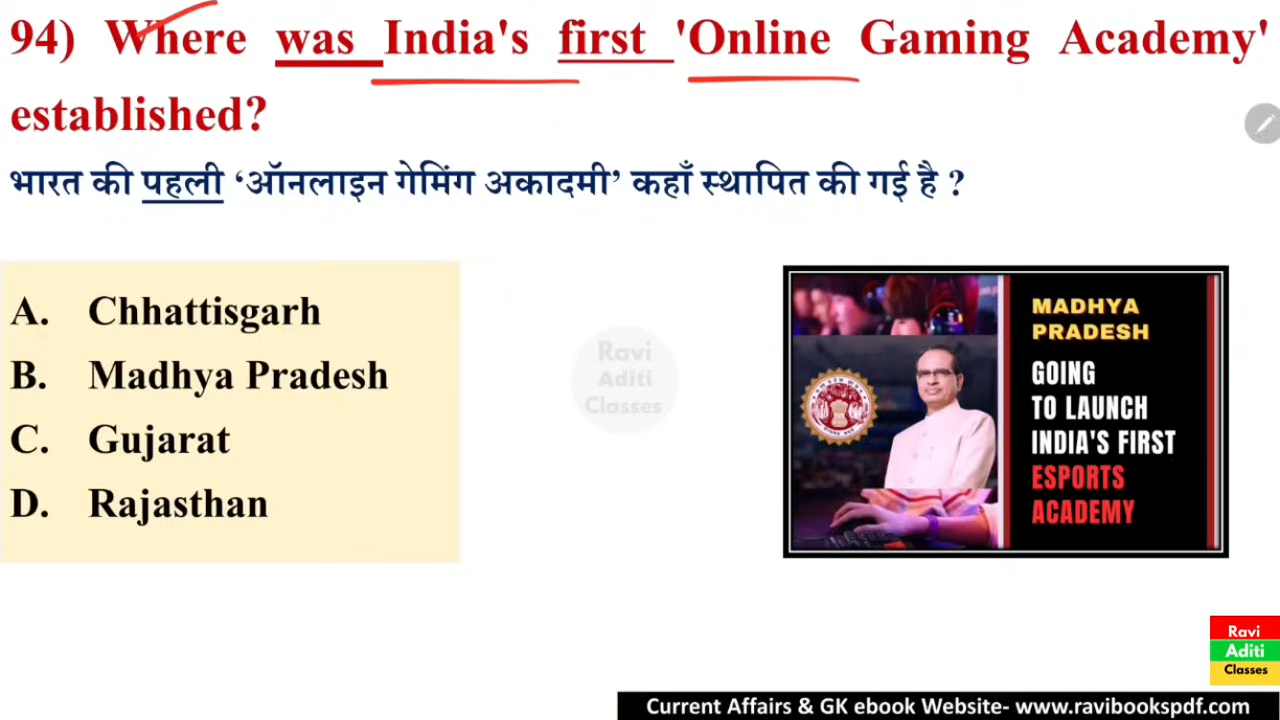 94) Where was India's first 'Online Gaming Academy'
established?
भारत की पहली ‘ऑनलाइन गेमिंग अकादमी’ कहाँ स्थापित की गई है ?
A. Chhattisgarh
B. Madhya Pradesh
C. Gujarat
D. Rajasthan
Ravi
Aditi
Classes
MADHYA
PRADESH
GOING
TO LAUNCH
INDIA'S FIRST
ESPORTS
ACADEMY
Ravi
Aditi
Classes
Current Affairs & GK ebook Website- www.ravibookspdf.com